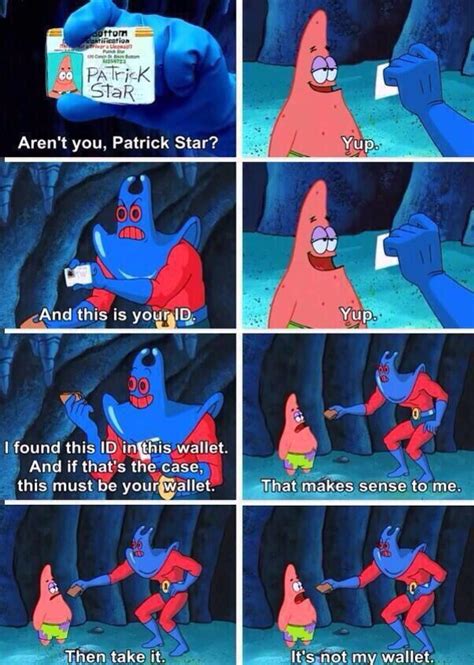 PATRICK
STAR
Aren't you, Patrick Star?
Yup.
And this is your ID.
Yup.
I found this ID in this wallet.
And if that's the case,
this must be your wallet.
That makes sense to me.
Then take it.
It's not my wallet.